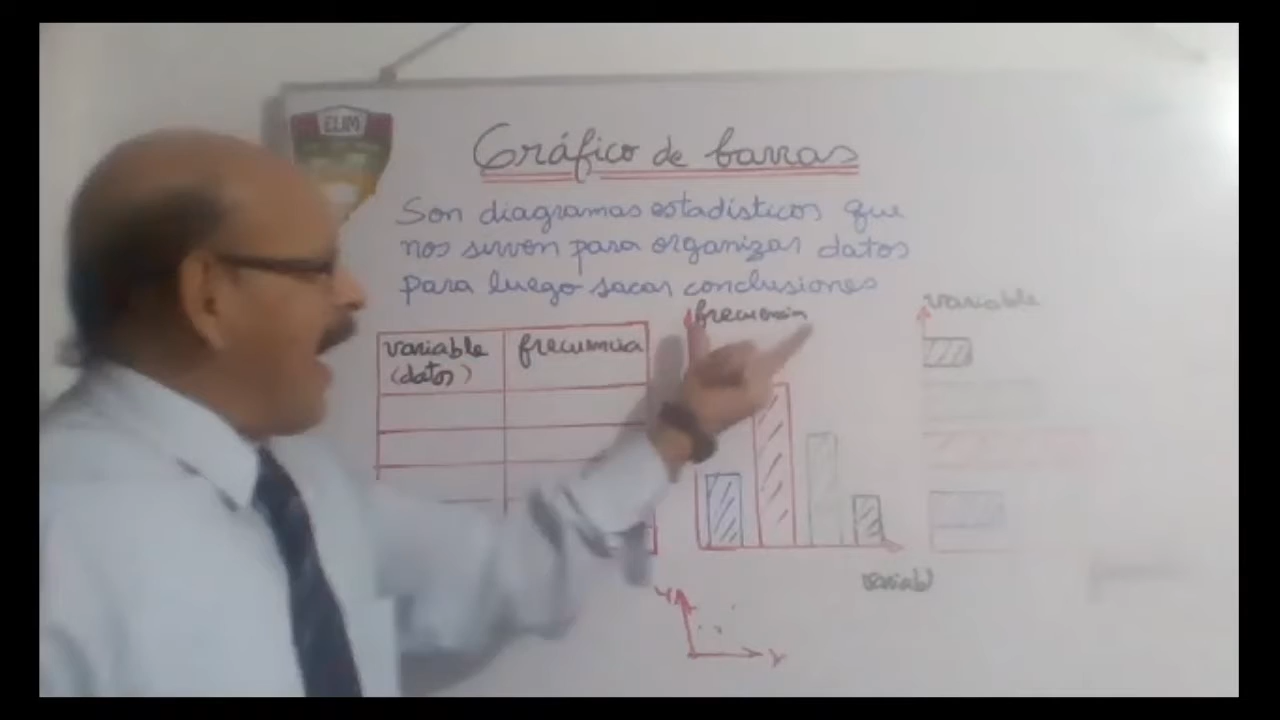 ELIM
Gráfico de barras
Son diagramas estadísticos que
nos sirven para organizar datos
para luego sacar conclusiones
variable
(datos)
frecuencia
frecuencia
variable
variabl
y